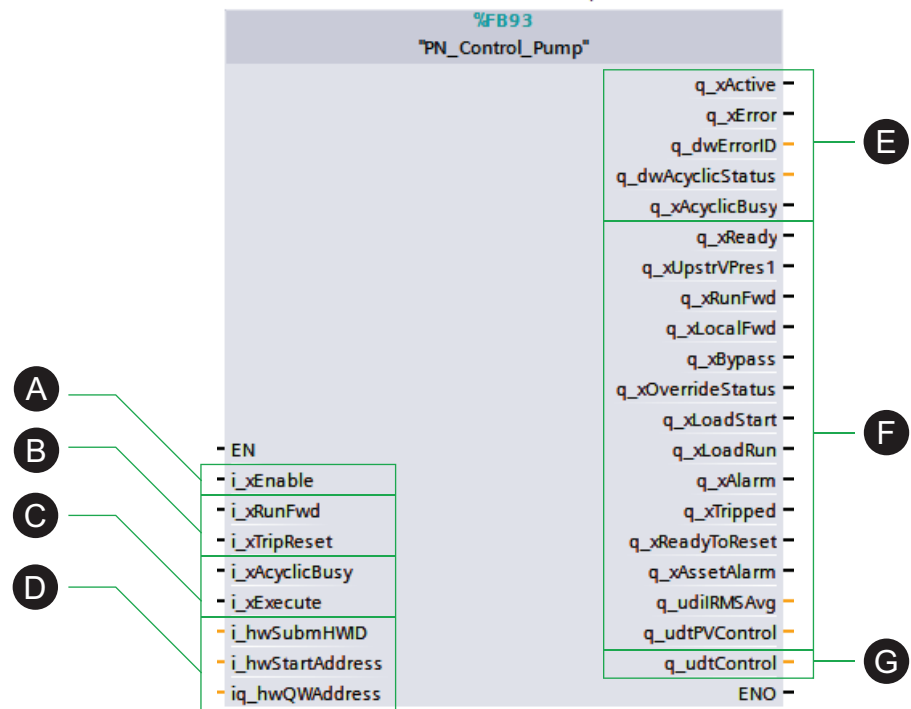 %FB93
"PN_Control_Pump"
q_xActive
q_xError
q_dwErrorID
E
q_dwAcyclicStatus
q_xAcyclicBusy
q_xReady
q_xUpstrVPres1
q_xRunFwd
q_xLocalFwd
q_xBypass
A
q_xOverrideStatus
q_xLoadStart
F
B
EN
q_xLoadRun
i_xEnable
q_xAlarm
C
i_xRunFwd
q_xTripped
i_xTripReset
q_xReadyToReset
D
i_xAcyclicBusy
q_xAssetAlarm
i_xExecute
q_udiIRMSAvg
i_hwSubmHWID
q_udtPVControl
i_hwStartAddress
q_udtControl
G
iq_hwQWAddress
ENO